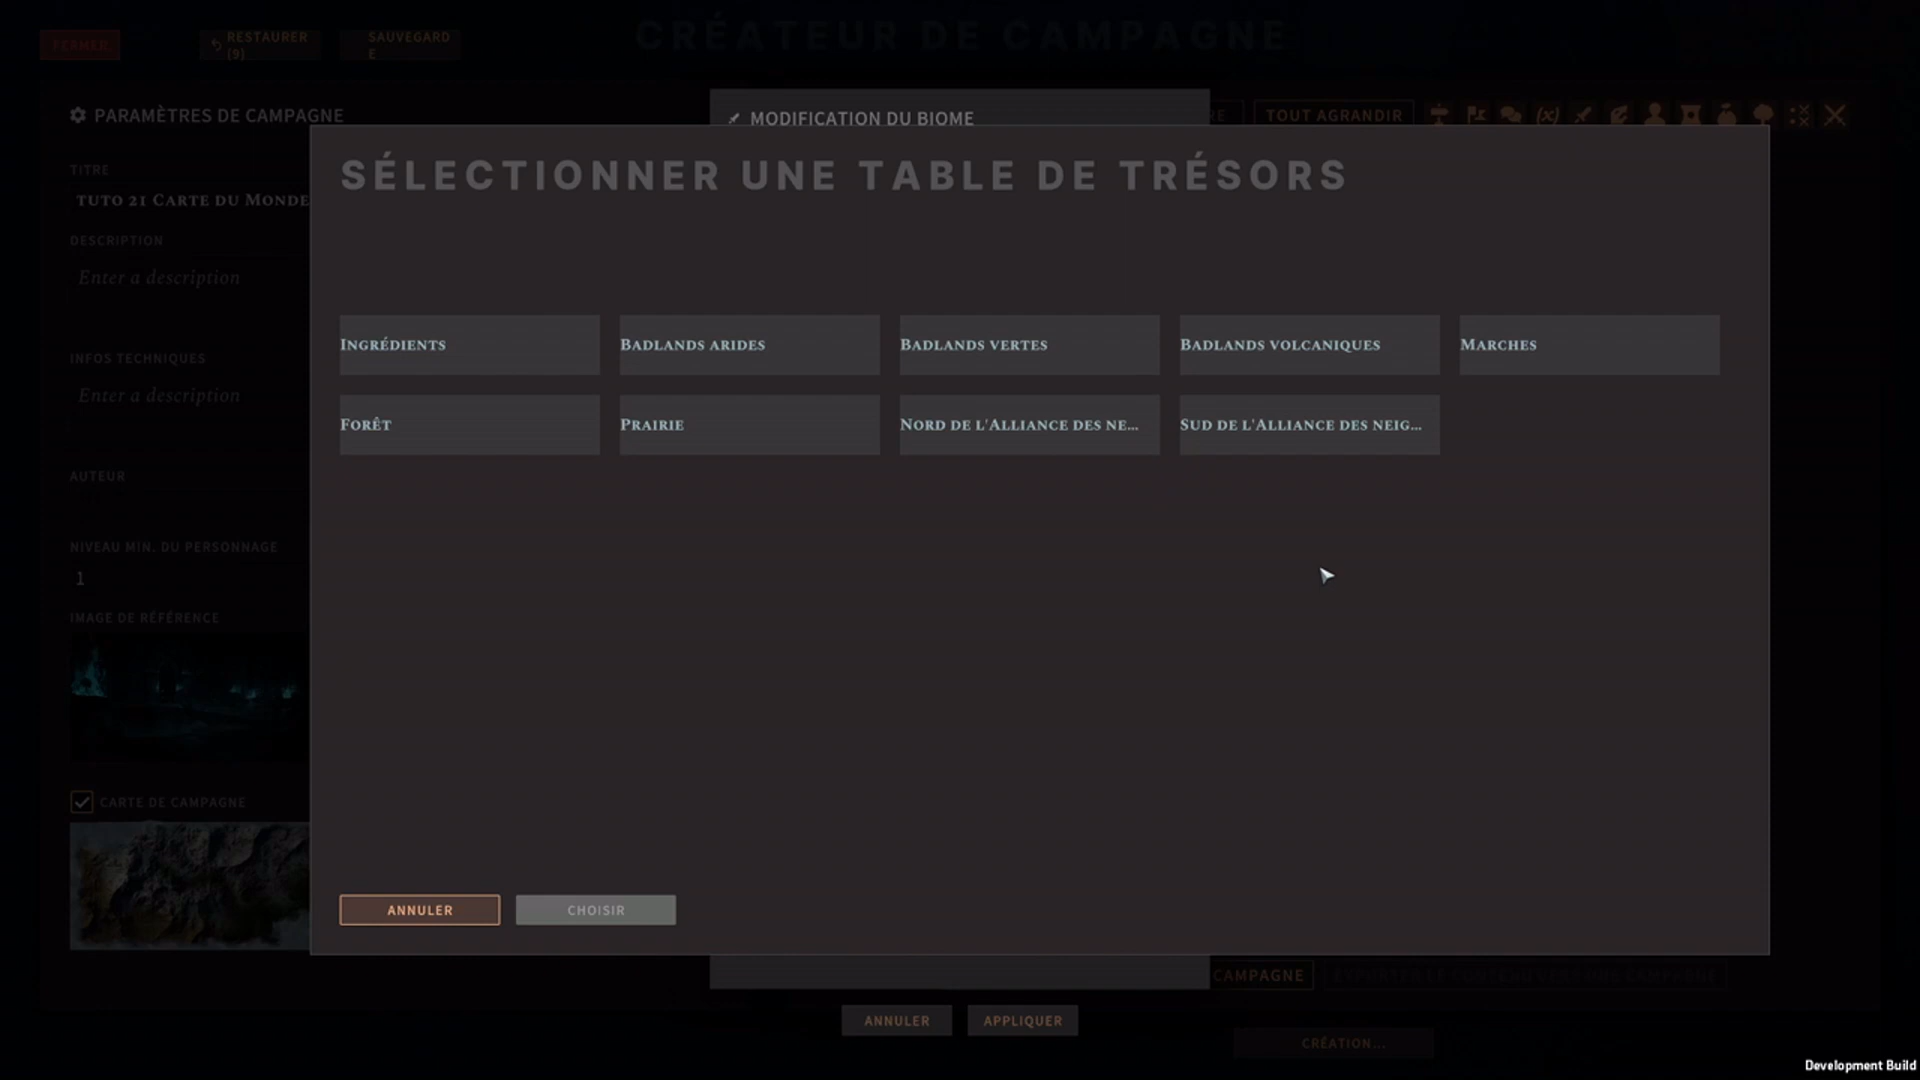 CRÉATEUR DE CAMPAGNE
FERMER
RESTAURER
(9)
SAUVEGARD
E
PARAMÈTRES DE CAMPAGNE
MODIFICATION DU BIOME
RE
TOUT AGRANDIR
TITRE
TUTO 21 CARTE DU MONDE
DESCRIPTION
Enter a description
INFOS TECHNIQUES
Enter a description
AUTEUR
NIVEAU MIN. DU PERSONNAGE
1
IMAGE DE RÉFÉRENCE
CARTE DE CAMPAGNE
SÉLECTIONNER UNE TABLE DE TRÉSORS
INGRÉDIENTS
BADLANDS ARIDES
BADLANDS VERTES
BADLANDS VOLCANIQUES
MARCHES
FORÊT
PRAIRIE
NORD DE L'ALLIANCE DES NE...
SUD DE L'ALLIANCE DES NEIG...
ANNULER
CHOISIR
CAMPAGNE
ANNULER
APPLIQUER
CRÉATION...
Development Build